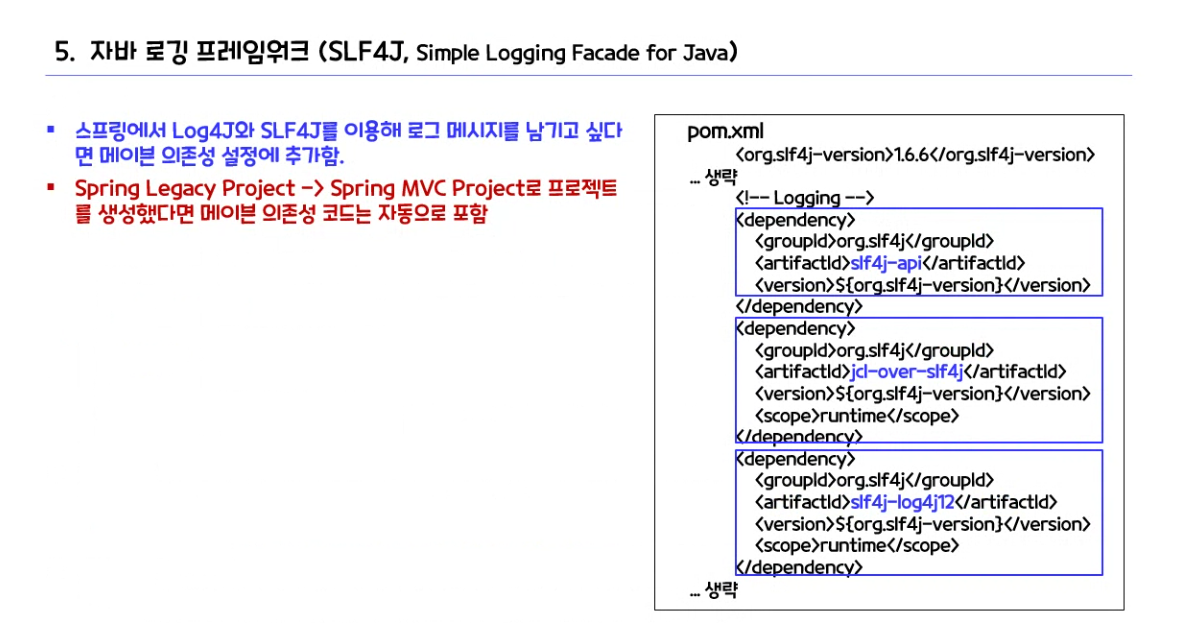 5. 자바 로깅 프레임워크 (SLF4J, Simple Logging Facade for Java)
▪ 스프링에서 Log4J와 SLF4J를 이용해 로그 메시지를 남기고 싶다
면 메이븐 의존성 설정에 추가함.
▪ Spring Legacy Project -> Spring MVC Project로 프로젝트
를 생성했다면 메이븐 의존성 코드는 자동으로 포함
pom.xml
<org.slf4j-version>1.6.6</org.slf4j-version>
... 생략
<!-- Logging -->
<dependency>
<groupId>org.slf4j</groupId>
<artifactId>slf4j-api</artifactId>
<version>${org.slf4j-version}</version>
</dependency>
<dependency>
<groupId>org.slf4j</groupId>
<artifactId>jcl-over-slf4j</artifactId>
<version>${org.slf4j-version}</version>
<scope>runtime</scope>
</dependency>
<dependency>
<groupId>org.slf4j</groupId>
<artifactId>slf4j-log4j12</artifactId>
<version>${org.slf4j-version}</version>
<scope>runtime</scope>
</dependency>
... 생략